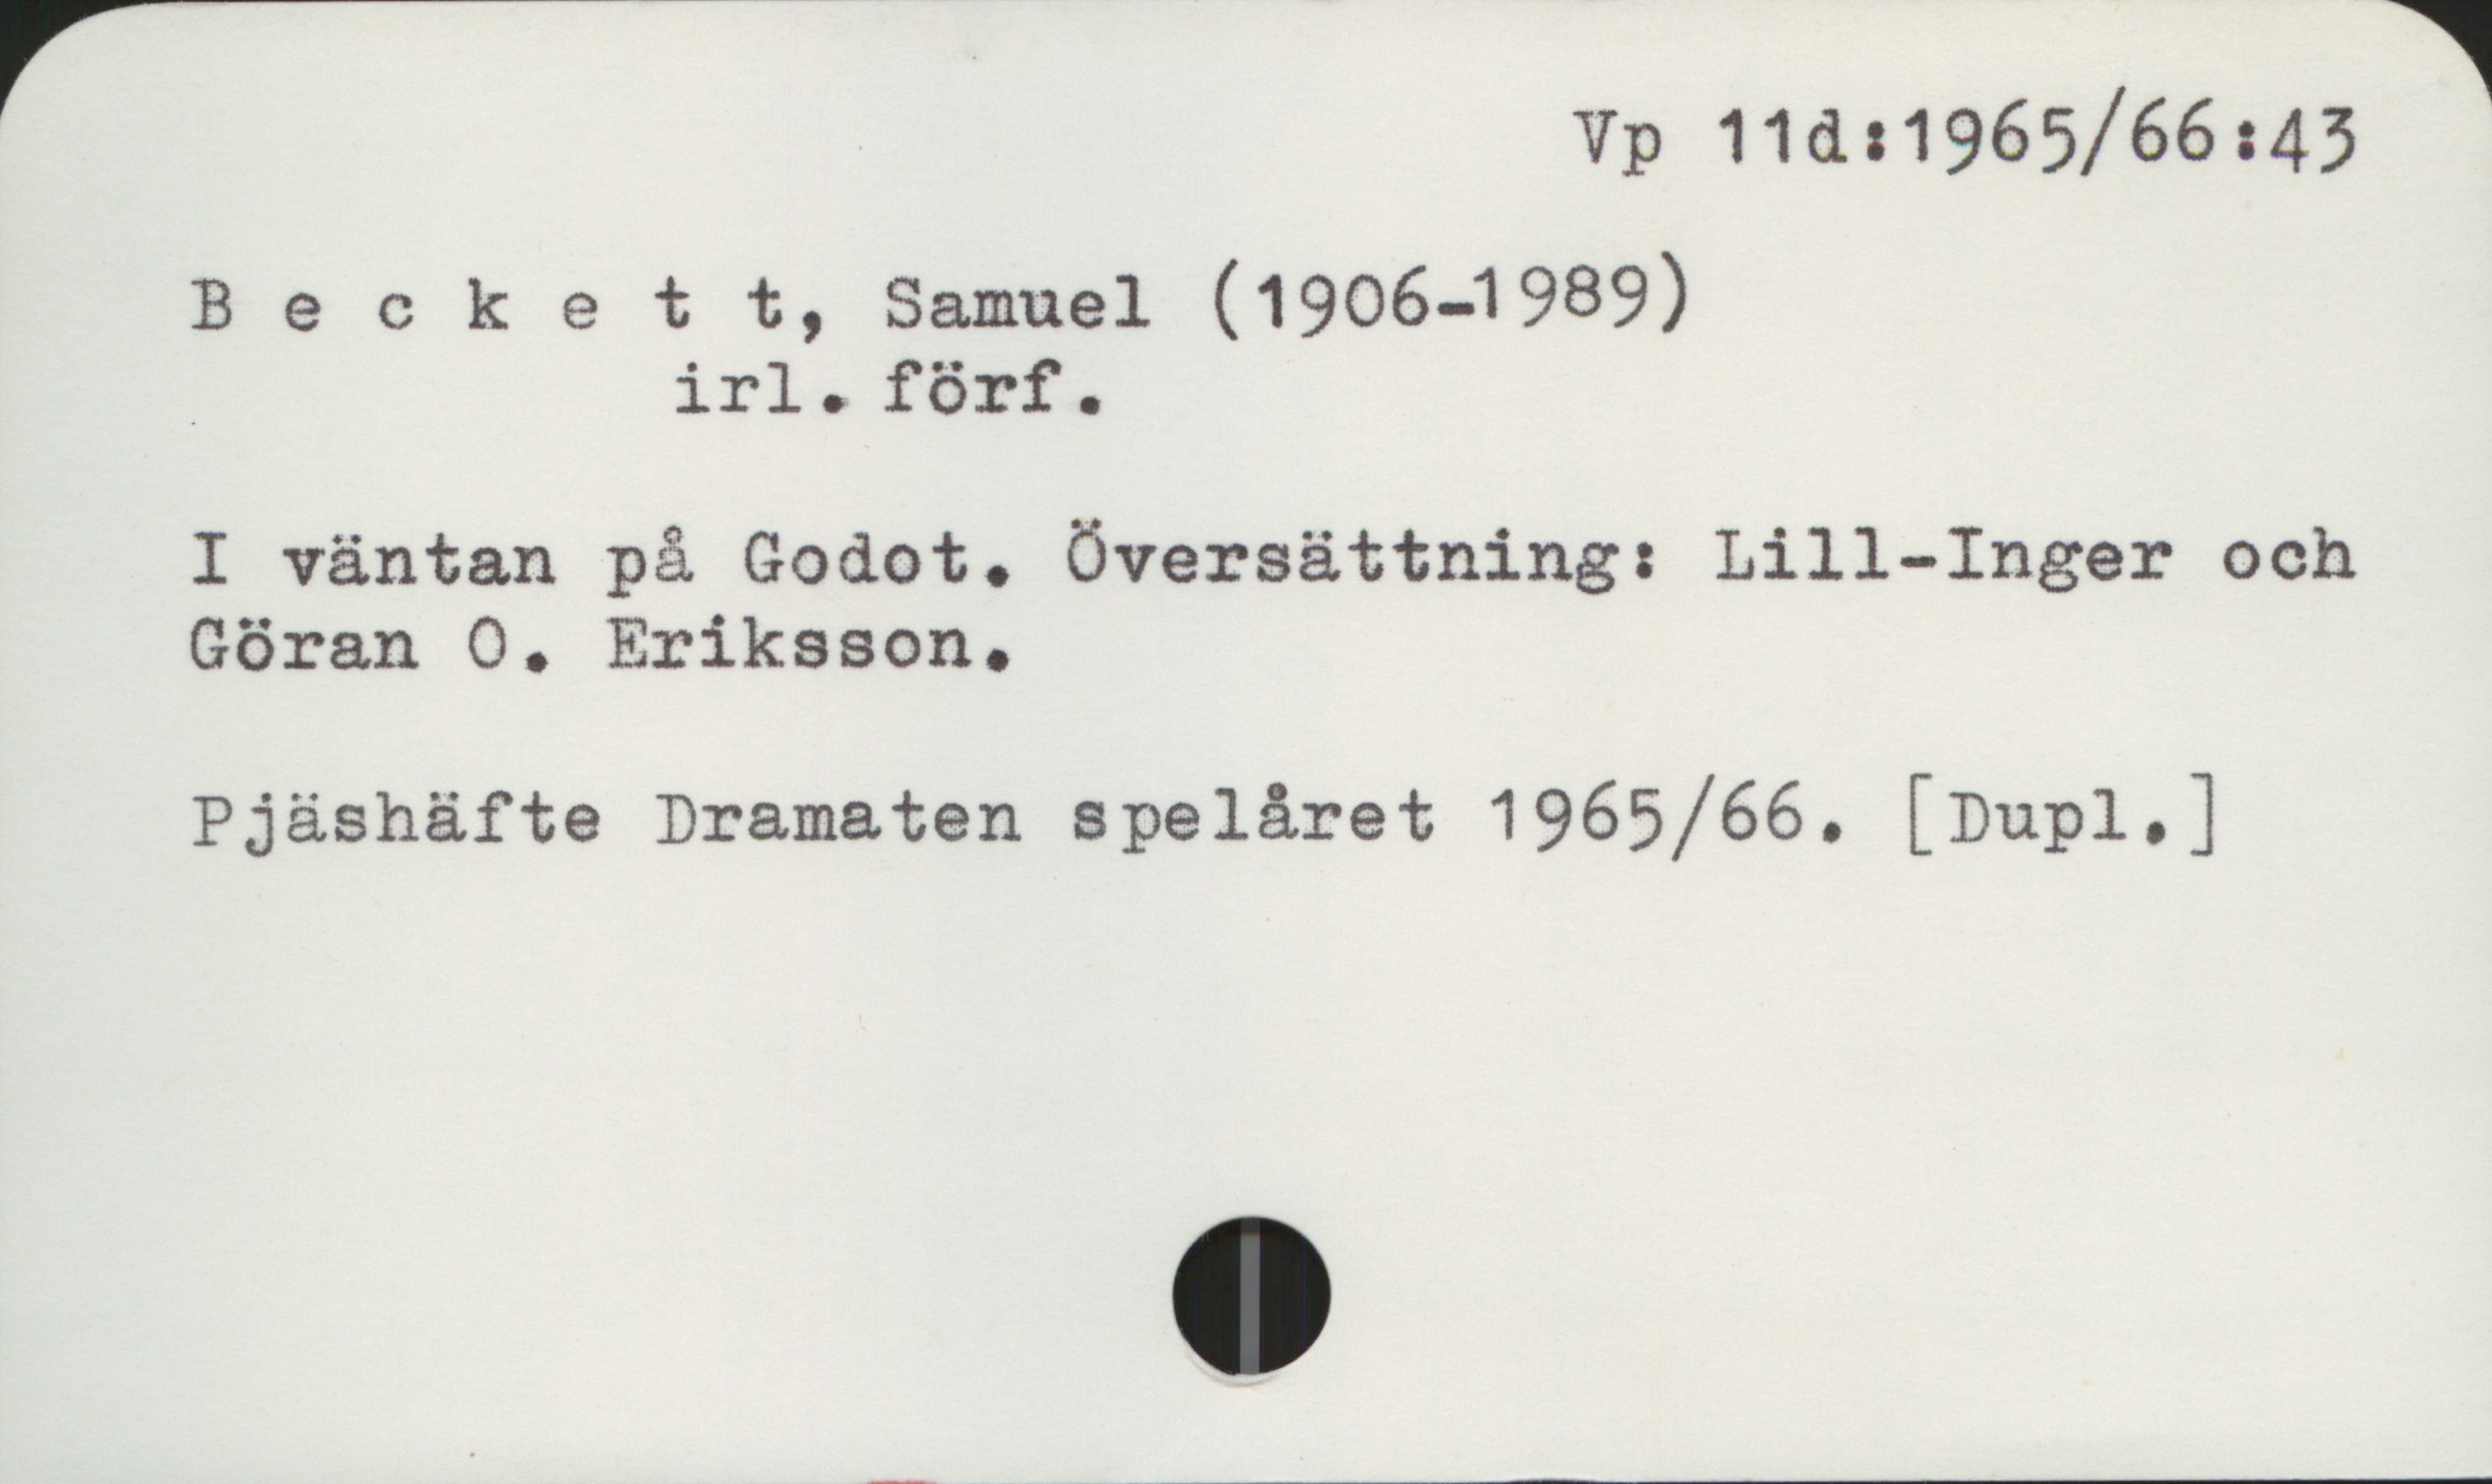 Vp 11d:1965/66:43
B e c k e t t, Samuel (1906-1989)
irl. förf.
I väntan på Godot. Översättning: Lill-Inger och
Göran O. Eriksson.
Pjäshäfte Dramaten spelåret 1965/66. [Dupl.]